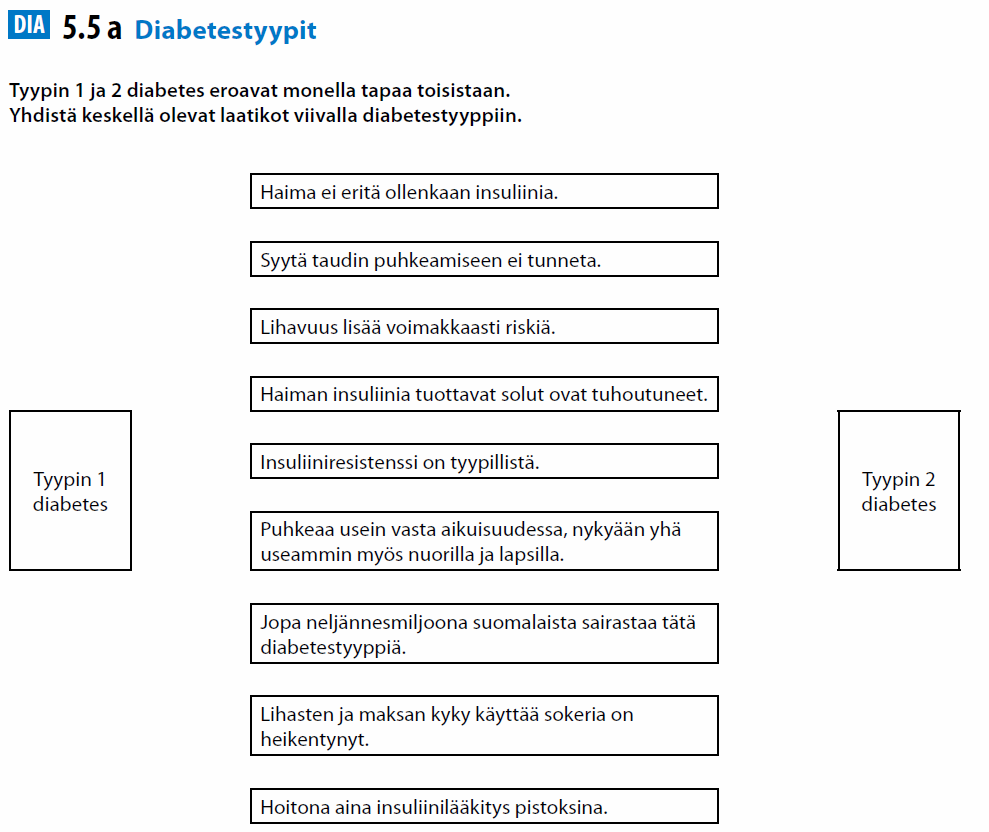 DIA 5.5 a Diabetestyypit
Tyypin 1 ja 2 diabetes eroavat monella tapaa toisistaan.
Yhdistä keskellä olevat laatikot viivalla diabetestyyppiin.
Haima ei eritä ollenkaan insuliinia.
Syytä taudin puhkeamiseen ei tunneta.
Lihavuus lisää voimakkaasti riskiä.
Haiman insuliinia tuottavat solut ovat tuhoutuneet.
Tyypin 1
diabetes
Insuliiniresistenssi on tyypillistä.
Puhkeaa usein vasta aikuisuudessa, nykyään yhä
useammin myös nuorilla ja lapsilla.
Tyypin 2
diabetes
Jopa neljännesmiljoona suomalaista sairastaa tätä
diabetestyyppiä.
Lihasten ja maksan kyky käyttää sokeria on
heikentynyt.
Hoitona aina insuliinilääkitys pistoksina.